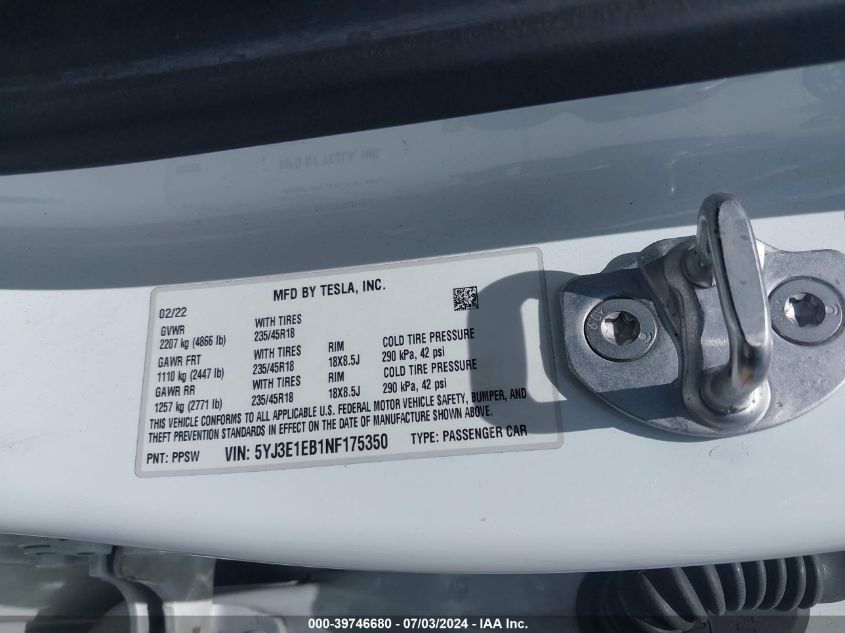 MFD BY TESLA, INC.
02/22
GVWR
2207 kg (4866 lb)
WITH TIRES
235/45R18
GAWR FRT
1110 kg (2447 lb)
WITH TIRES
235/45R18
RIM
18X8.5J
COLD TIRE PRESSURE
290 kPa, 42 psi
GAWR RR
1257 kg (2771 lb)
WITH TIRES
235/45R18
RIM
18X8.5J
COLD TIRE PRESSURE
290 kPa, 42 psi
THIS VEHICLE CONFORMS TO ALL APPLICABLE U.S. FEDERAL MOTOR VEHICLE SAFETY, BUMPER, AND
THEFT PREVENTION STANDARDS IN EFFECT ON THE DATE OF MANUFACTURE SHOWN ABOVE.
PNT: PPSW
VIN: 5YJ3E1EB1NF175350
TYPE: PASSENGER CAR
000-39746680 - 07/03/2024 - IAA Inc.